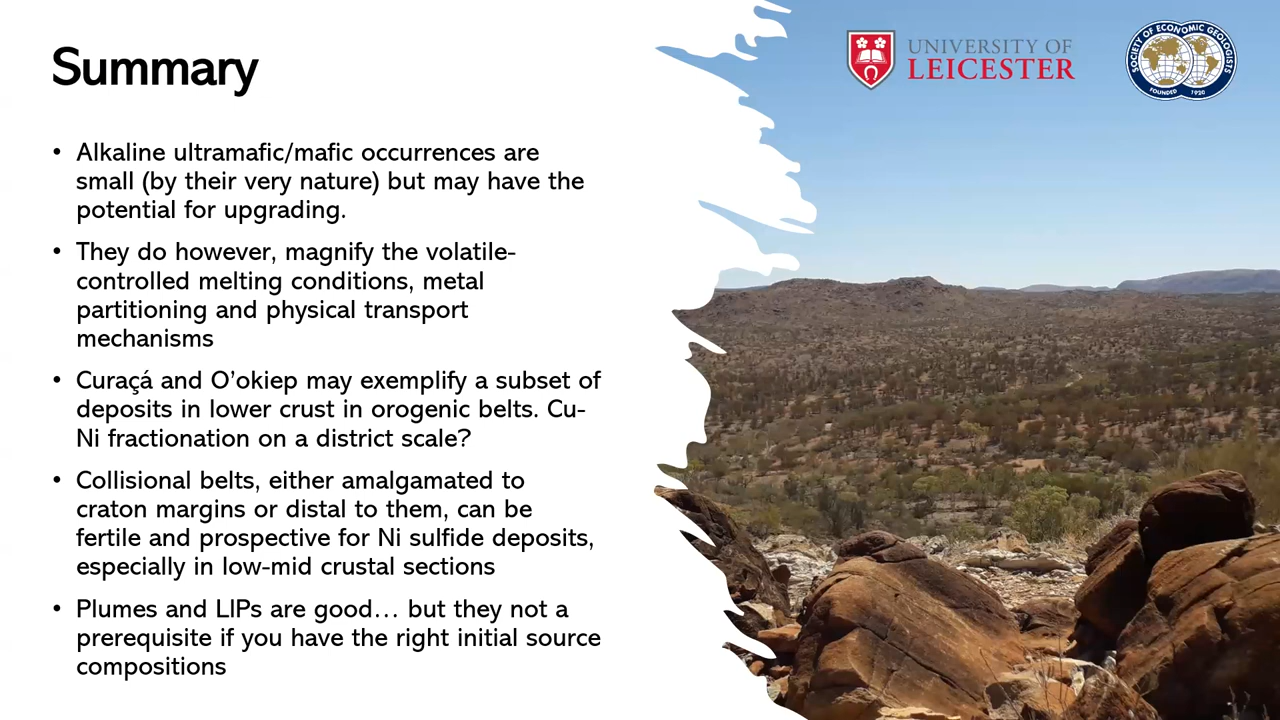 Summary
UNIVERSITY OF
LEICESTER
SOCIETY OF ECONOMIC GEOLOGISTS
FOUNDED 1920
• Alkaline ultramafic/mafic occurrences are
small (by their very nature) but may have the
potential for upgrading.
• They do however, magnify the volatile-
controlled melting conditions, metal
partitioning and physical transport
mechanisms
• Curaçá and O’okiep may exemplify a subset of
deposits in lower crust in orogenic belts. Cu-
Ni fractionation on a district scale?
• Collisional belts, either amalgamated to
craton margins or distal to them, can be
fertile and prospective for Ni sulfide deposits,
especially in low-mid crustal sections
• Plumes and LIPs are good… but they not a
prerequisite if you have the right initial source
compositions